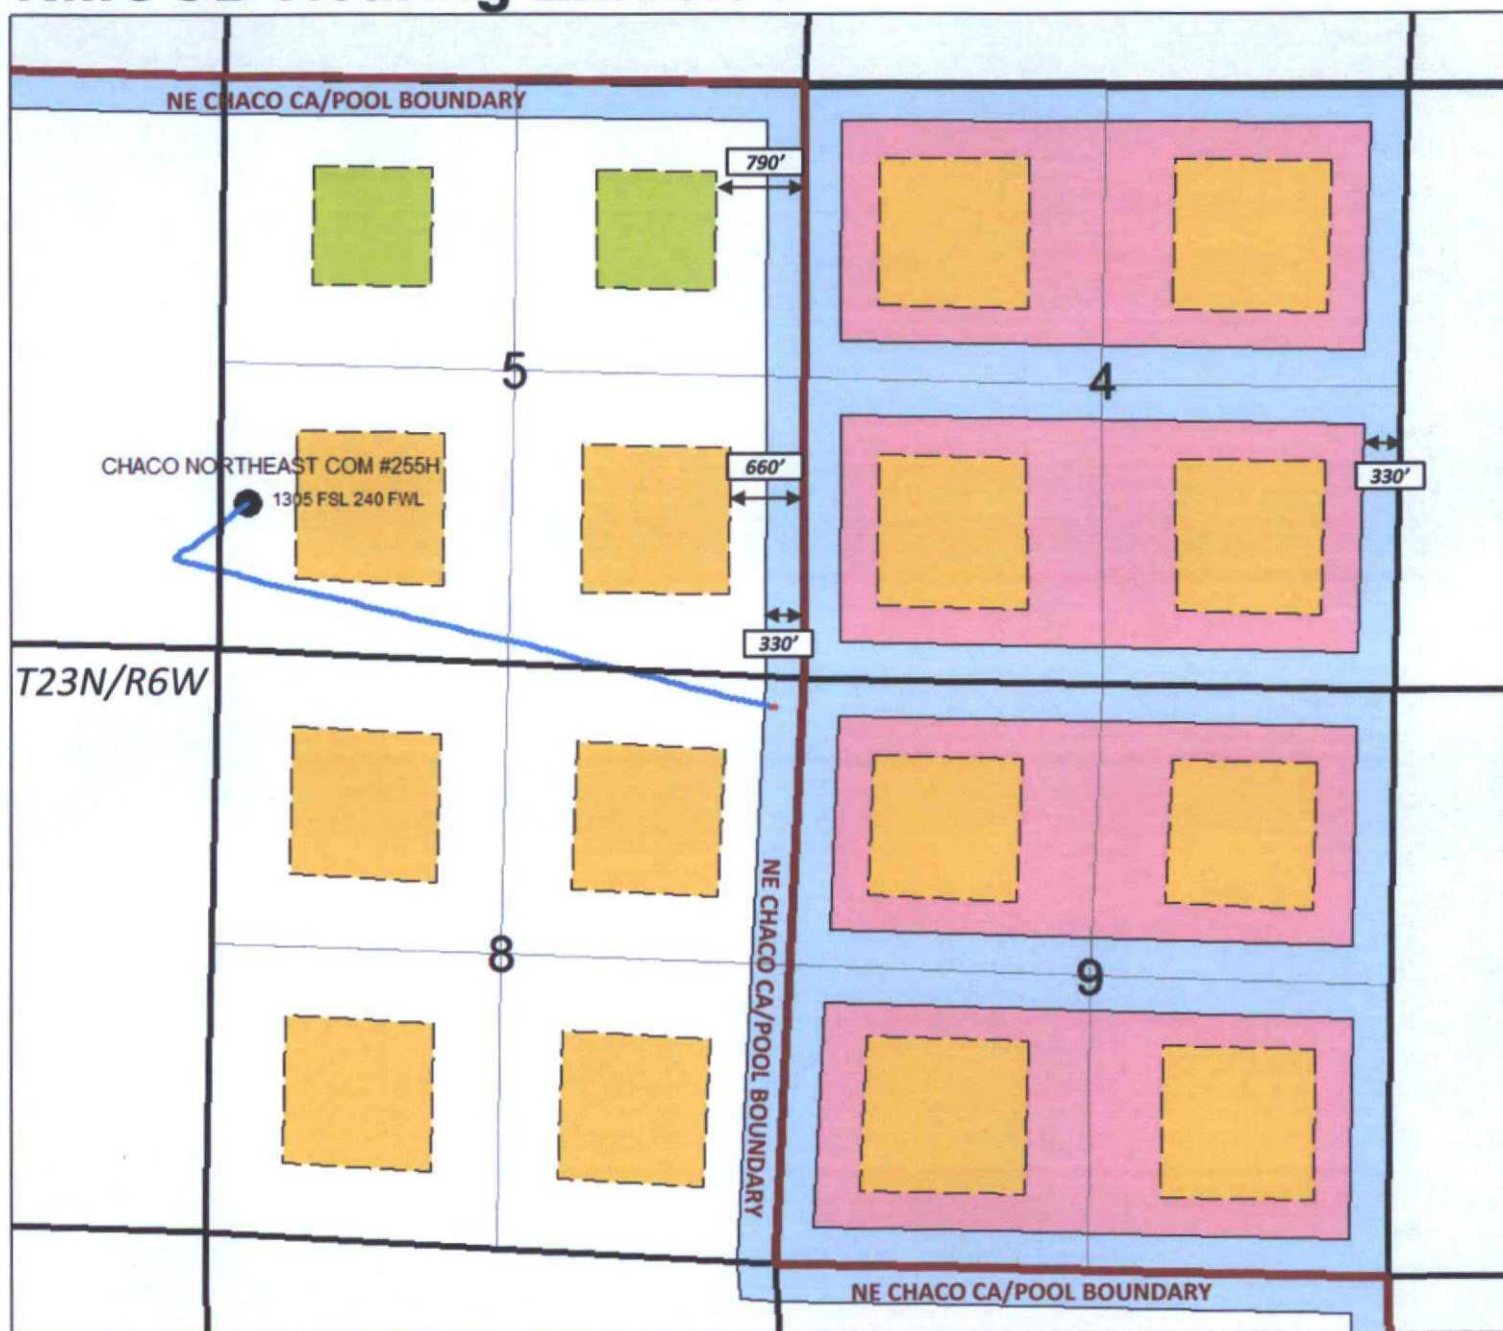 NE CHACO CA/POOL BOUNDARY
790'
5
4
CHACO NORTHEAST COM #255H
1305 FSL 240 FWL
660'
330'
330'
T23N/R6W
NE CHACO CA/POOL BOUNDARY
8
9
NE CHACO CA/POOL BOUNDARY